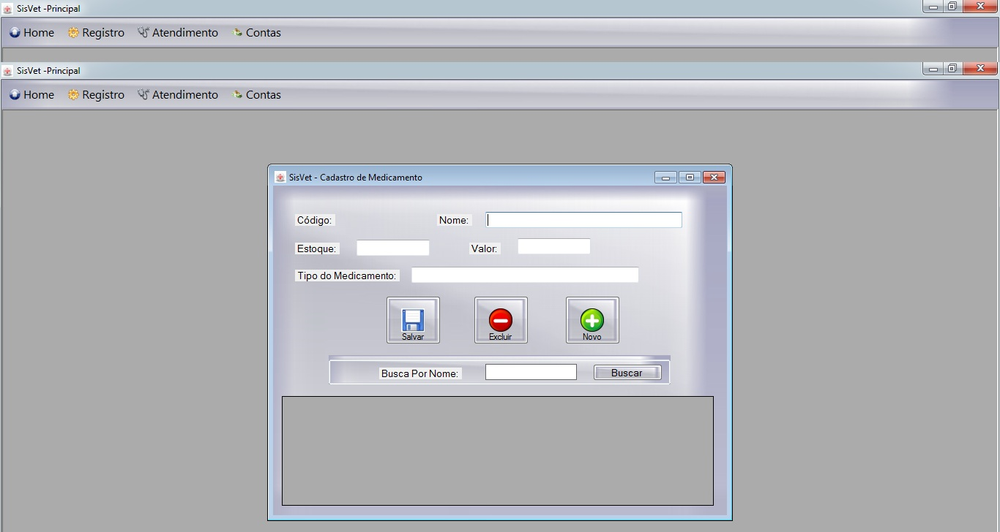 SisVet -Principal
Home Registro Atendimento Contas
SisVet -Principal
Home Registro Atendimento Contas
SisVet - Cadastro de Medicamento
Código: Nome:
Estoque: Valor:
Tipo do Medicamento:
Salvar Excluir Novo
Busca Por Nome: Buscar